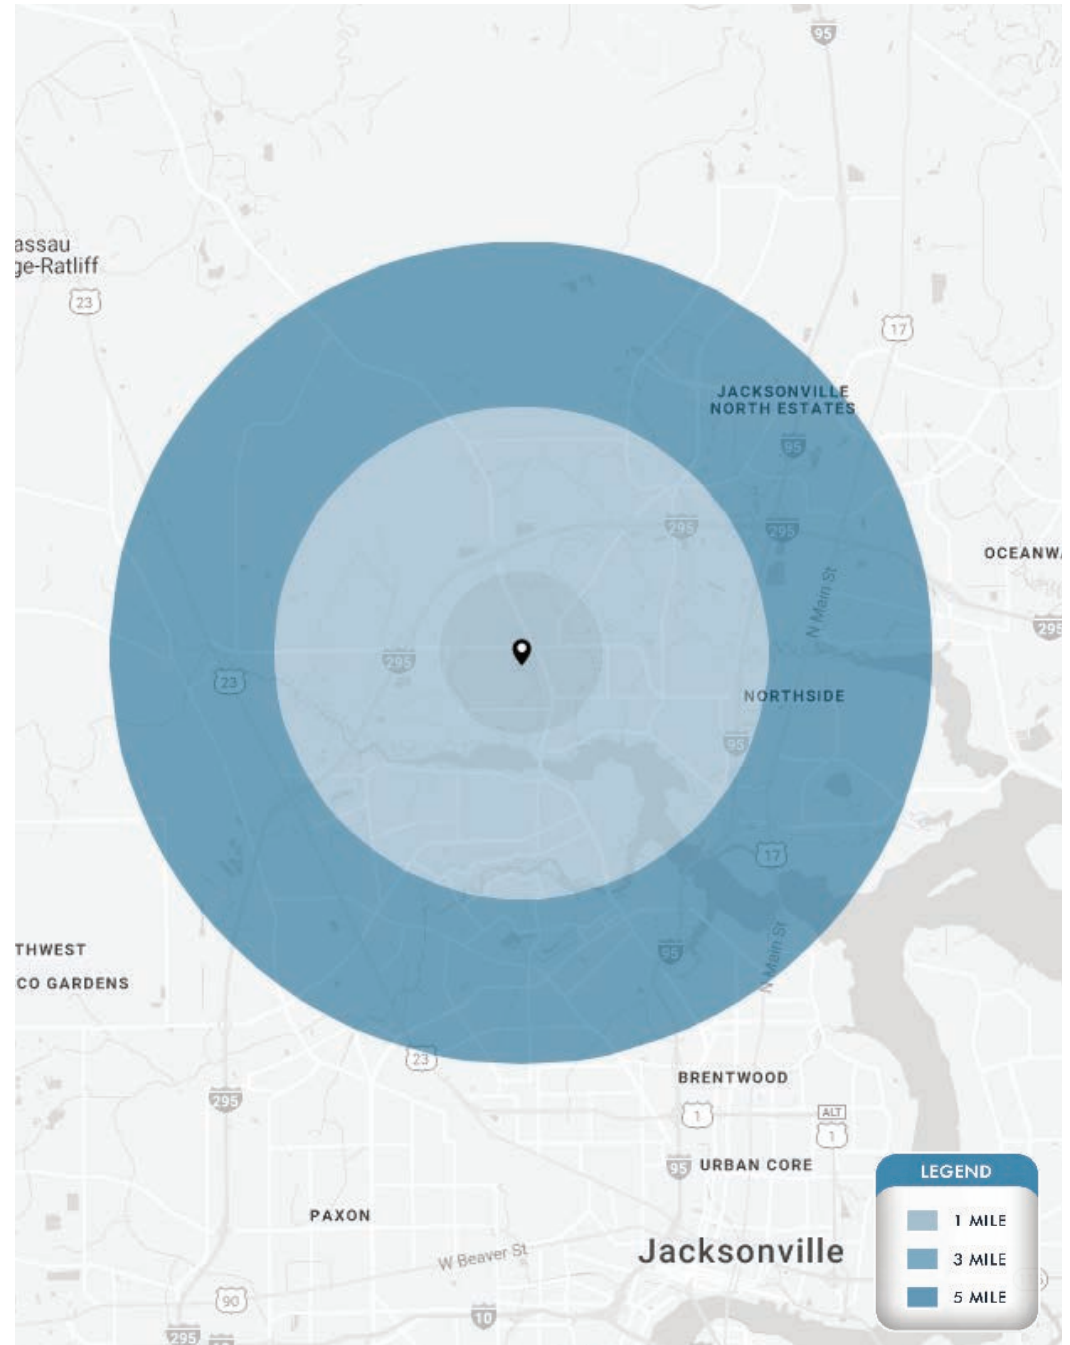 95
assau
ge-Ratliff
23
17
JACKSONVILLE
NORTH ESTATES
95
295
295
OCEANW
N Main St
295
295
23
NORTHSIDE
95
17
THWEST
95
N Main St
CO GARDENS
23
BRENTWOOD
295
1
ALT
1
95
URBAN CORE
LEGEND
1 MILE
PAXON
Jacksonville
W Beaver St
3 MILE
90
5 MILE
10
295